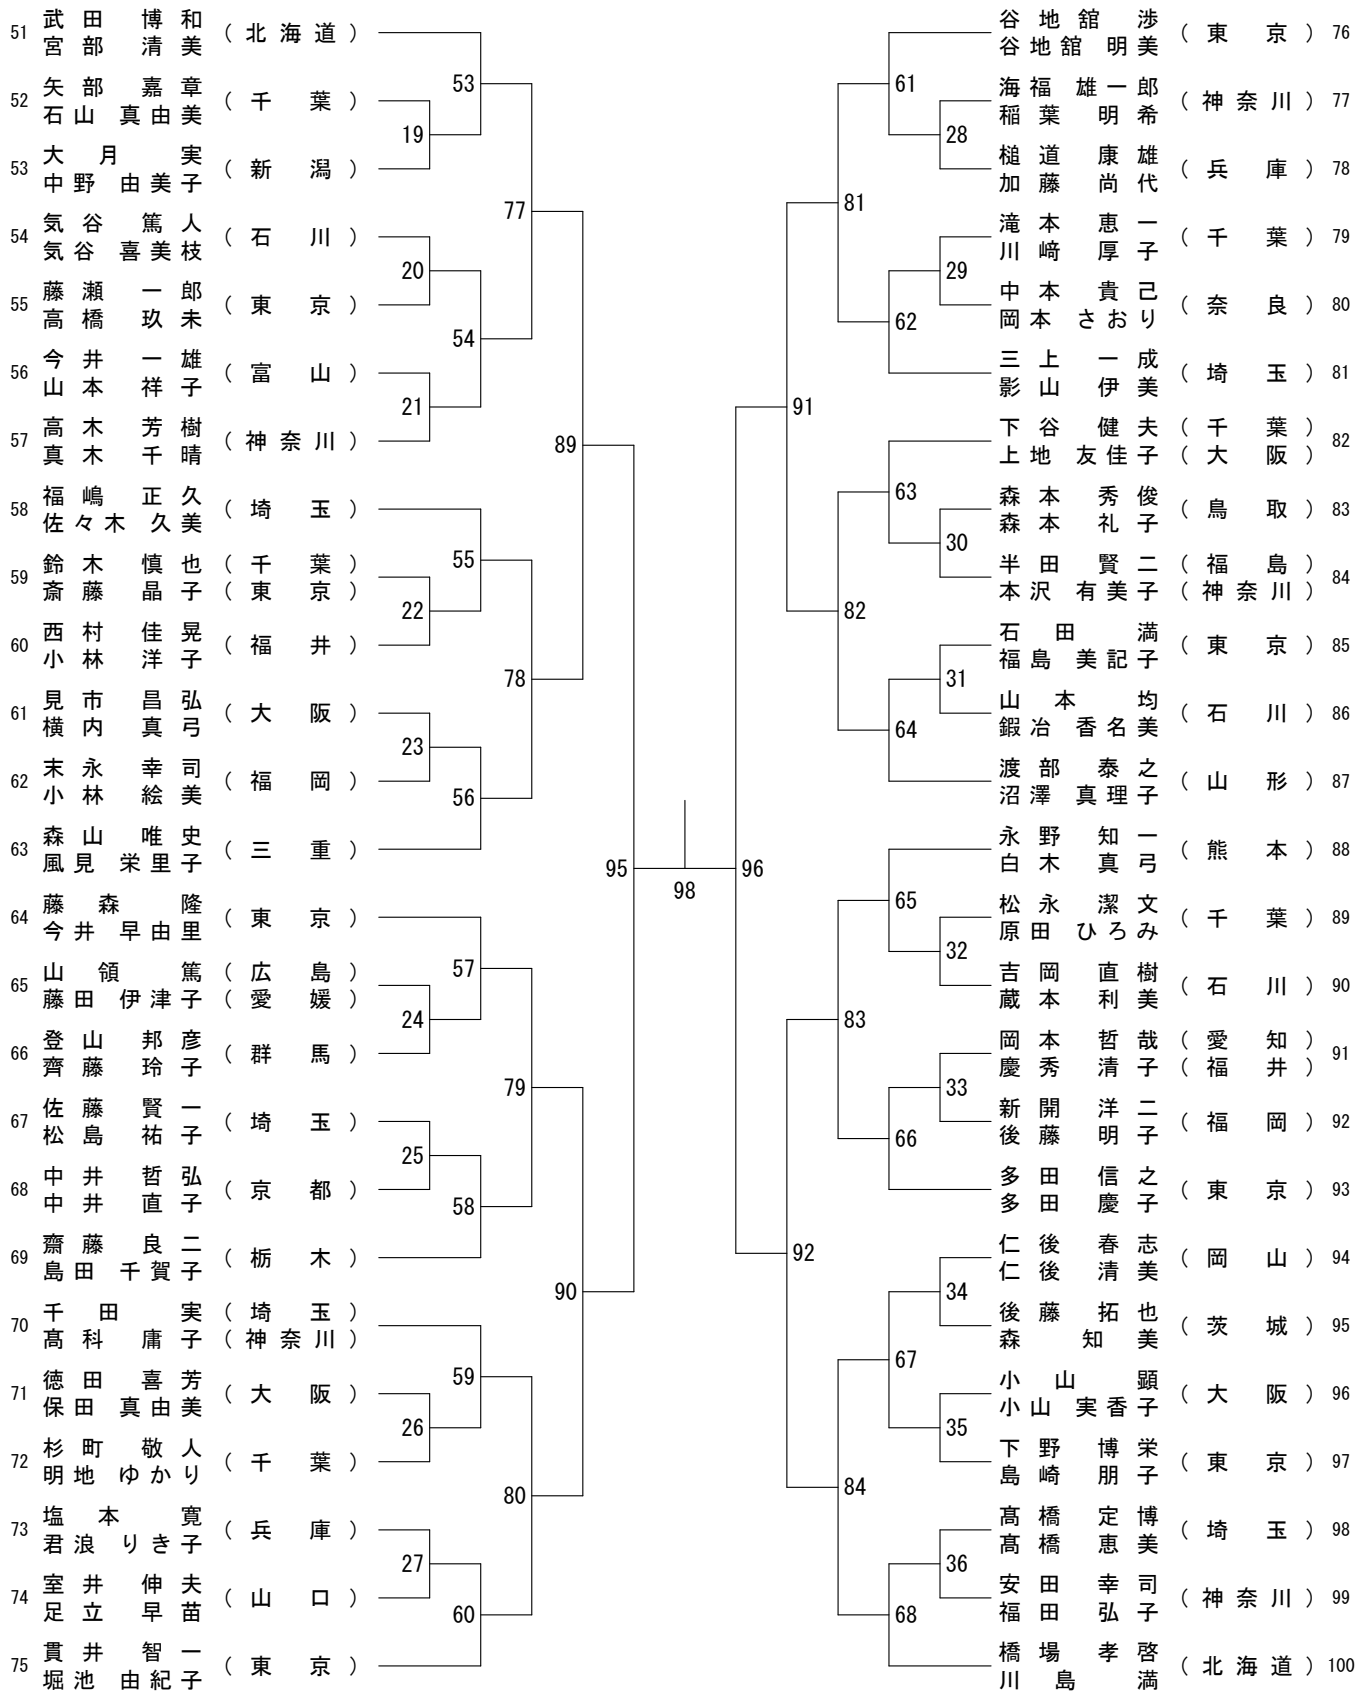 51 武田 博和 (北海道)
宮部 清美
52 矢部 嘉章 (千葉)
石山 真由美
53 大月 実 (新潟)
中野 由美子
54 気谷 篤人 (石川)
気谷 喜美枝
55 藤瀬 一郎 (東京)
高橋 玖未
56 今井 一雄 (富山)
山本 祥子
57 高木 芳樹 (神奈川)
真木 千晴
58 福嶋 正久 (埼玉)
佐々木 久美
59 鈴木 慎也 (千葉)
斎藤 晶子 (東京)
60 西村 佳晃 (福井)
小林 洋子
61 見市 昌弘 (大阪)
横内 真弓
62 末永 幸司 (福岡)
小林 絵美
63 森山 唯史 (三重)
風見 栄里子
64 藤森 隆 (東京)
今井 早由里
65 山領 篤 (広島)
藤田 伊津子 (愛媛)
66 登山 邦彦 (群馬)
齊藤 玲子
67 佐藤 賢一 (埼玉)
松島 祐子
68 中井 哲弘 (京都)
中井 直子
69 齋藤 良二 (栃木)
島田 千賀子
70 千田 実 (埼玉)
髙科 庸子 (神奈川)
71 徳田 喜芳 (大阪)
保田 真由美
72 杉町 敬人 (千葉)
明地 ゆかり
73 塩本 寛 (兵庫)
君浪 りき子
74 室井 伸夫 (山口)
足立 早苗
75 貫井 智一 (東京)
堀池 由紀子
53
19
77
20
54
21
89
55
22
78
23
56
95
57
24
79
25
58
90
59
26
80
27
60
98
96
61
28
81
29
62
91
63
30
82
31
64
65
32
83
33
66
92
34
67
35
84
36
68
谷地舘 渉 (東京) 76
谷地舘 明美
海福 雄一郎 (神奈川) 77
稲葉 明希
槌道 康雄 (兵庫) 78
加藤 尚代
滝本 恵一 (千葉) 79
川﨑 厚子
中本 貴己 (奈良) 80
岡本 さおり
三上 一成 (埼玉) 81
影山 伊美
下谷 健夫 (千葉) 82
上地 友佳子 (大阪)
森本 秀俊 (鳥取) 83
森本 礼子
半田 賢二 (福島) 84
本沢 有美子 (神奈川)
石田 満 (東京) 85
福島 美記子
山本 均 (石川) 86
鍜冶 香名美
渡部 泰之 (山形) 87
沼澤 真理子
永野 知一 (熊本) 88
白木 真弓
松永 潔文 (千葉) 89
原田 ひろみ
吉岡 直樹 (石川) 90
蔵本 利美
岡本 哲哉 (愛知) 91
慶秀 清子 (福井)
新開 洋二 (福岡) 92
後藤 明子
多田 信之 (東京) 93
多田 慶子
仁後 春志 (岡山) 94
仁後 清美
後藤 拓也 (茨城) 95
森 知美
小山 顕 (大阪) 96
小山 実香子
下野 博栄 (東京) 97
島崎 朋子
髙橋 定博 (埼玉) 98
髙橋 恵美
安田 幸司 (神奈川) 99
福田 弘子
橋場 孝啓 (北海道) 100
川島 満